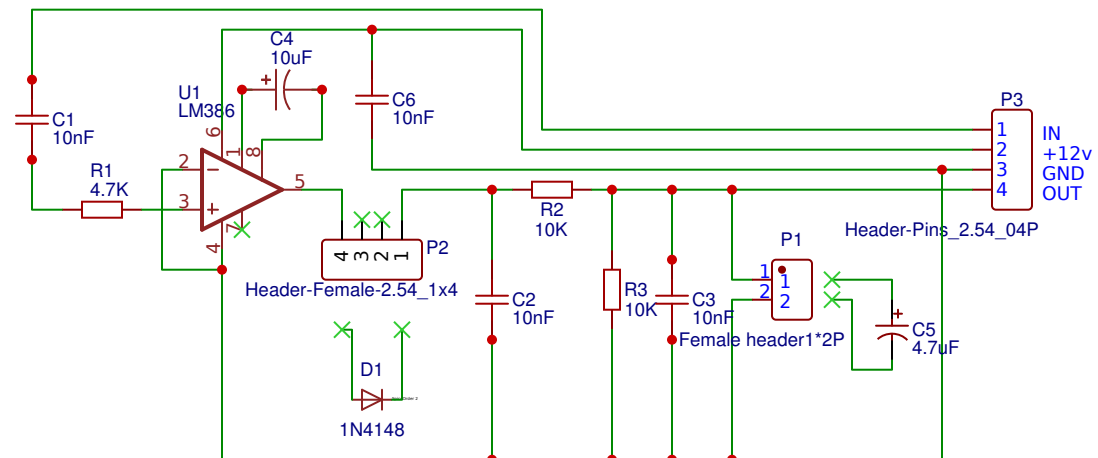 C4
10uF
U1
LM386
C1
10nF
C6
10nF
P3
1
2
3
4
IN
+12v
GND
OUT
Header-Pins_2.54_04P
R1
4.7K
6
1
8
2
3
5
7
4
R2
10K
P2
4 3 2 1
Header-Female-2.54_1x4
P1
1
2
1
2
Female header1*2P
C2
10nF
R3
10K
C3
10nF
C5
4.7uF
D1
1N4148